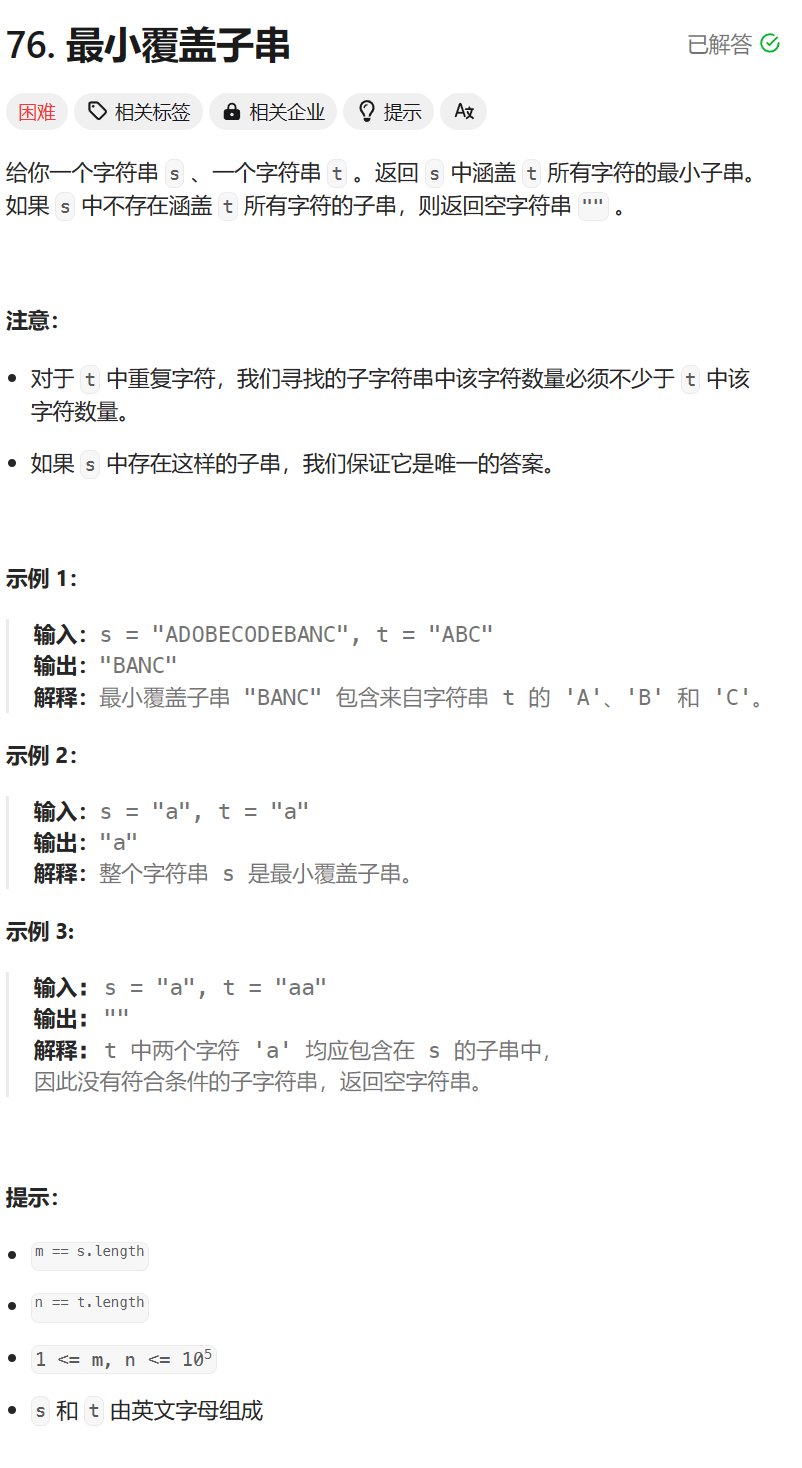 76. 最小覆盖子串
已解答
困难 相关标签 相关企业 提示
给你一个字符串 s 、一个字符串 t 。返回 s 中涵盖 t 所有字符的最小子串。
如果 s 中不存在涵盖 t 所有字符的子串，则返回空字符串 "" 。
注意：
对于 t 中重复字符，我们寻找的子字符串中该字符数量必须不少于 t 中该
字符数量。
如果 s 中存在这样的子串，我们保证它是唯一的答案。
示例 1：
输入：s = "ADOBECODEBANC", t = "ABC"
输出："BANC"
解释：最小覆盖子串 "BANC" 包含来自字符串 t 的 'A'、'B' 和 'C'。
示例 2：
输入：s = "a", t = "a"
输出："a"
解释：整个字符串 s 是最小覆盖子串。
示例 3:
输入: s = "a", t = "aa"
输出: ""
解释: t 中两个字符 'a' 均应包含在 s 的子串中，
因此没有符合条件的子字符串，返回空字符串。
提示：
m == s.length
n == t.length
1 <= m, n <= 10⁵
s 和 t 由英文字母组成